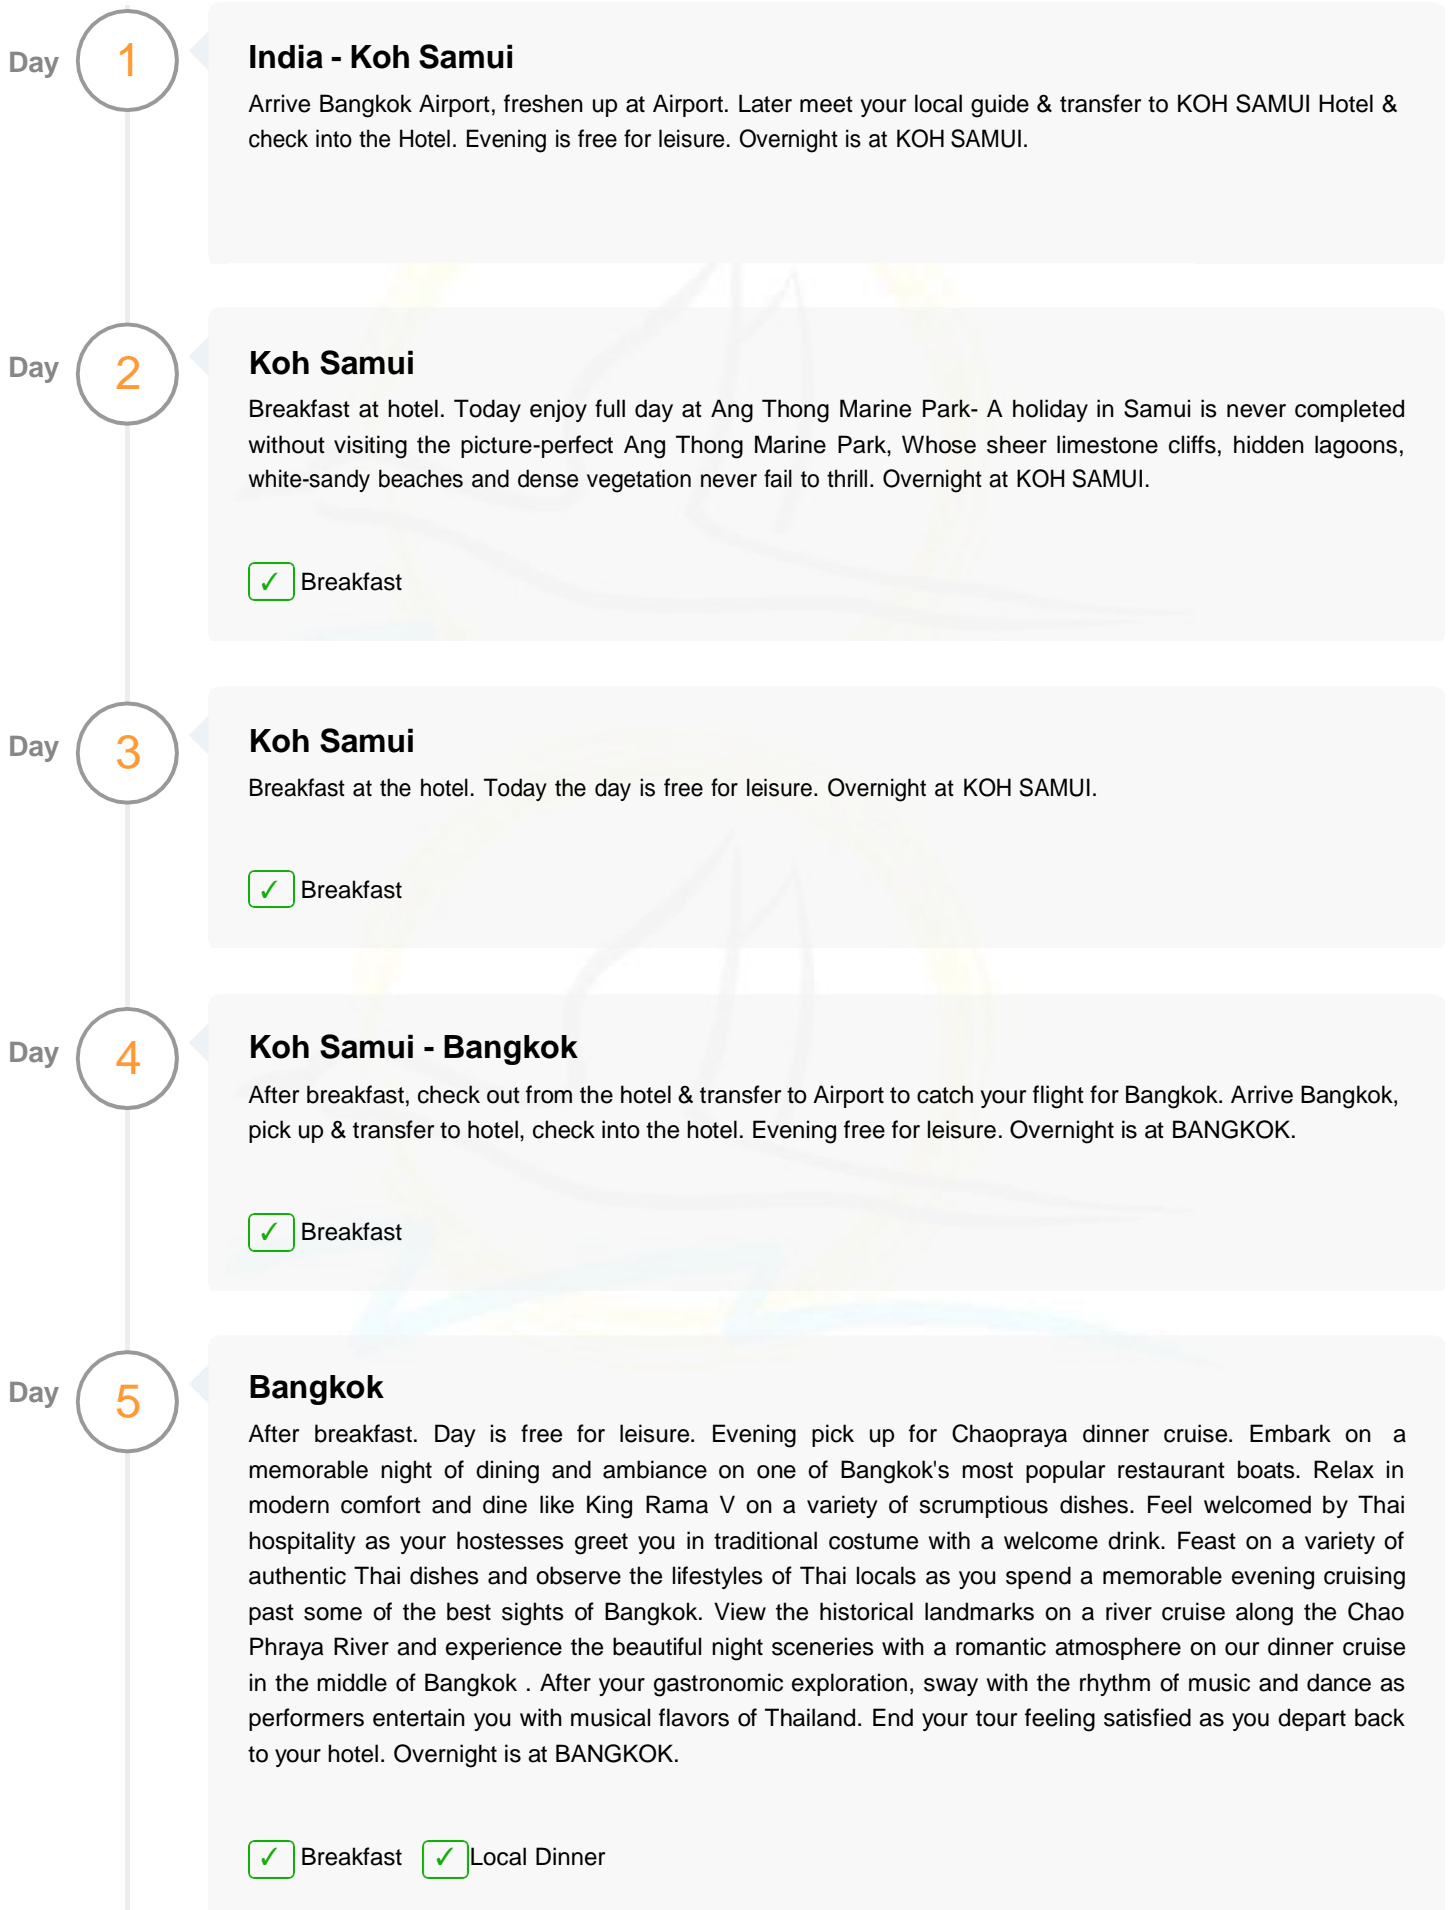 Day 1
India - Koh Samui
Arrive Bangkok Airport, freshen up at Airport. Later meet your local guide & transfer to KOH SAMUI Hotel &
check into the Hotel. Evening is free for leisure. Overnight is at KOH SAMUI.
Day 2
Koh Samui
Breakfast at hotel. Today enjoy full day at Ang Thong Marine Park- A holiday in Samui is never completed
without visiting the picture-perfect Ang Thong Marine Park, Whose sheer limestone cliffs, hidden lagoons,
white-sandy beaches and dense vegetation never fail to thrill. Overnight at KOH SAMUI.
✓ Breakfast
Day 3
Koh Samui
Breakfast at the hotel. Today the day is free for leisure. Overnight at KOH SAMUI.
✓ Breakfast
Day 4
Koh Samui - Bangkok
After breakfast, check out from the hotel & transfer to Airport to catch your flight for Bangkok. Arrive Bangkok,
pick up & transfer to hotel, check into the hotel. Evening free for leisure. Overnight is at BANGKOK.
✓ Breakfast
Day 5
Bangkok
After breakfast. Day is free for leisure. Evening pick up for Chaopraya dinner cruise. Embark on a
memorable night of dining and ambiance on one of Bangkok's most popular restaurant boats. Relax in
modern comfort and dine like King Rama V on a variety of scrumptious dishes. Feel welcomed by Thai
hospitality as your hostesses greet you in traditional costume with a welcome drink. Feast on a variety of
authentic Thai dishes and observe the lifestyles of Thai locals as you spend a memorable evening cruising
past some of the best sights of Bangkok. View the historical landmarks on a river cruise along the Chao
Phraya River and experience the beautiful night sceneries with a romantic atmosphere on our dinner cruise
in the middle of Bangkok . After your gastronomic exploration, sway with the rhythm of music and dance as
performers entertain you with musical flavors of Thailand. End your tour feeling satisfied as you depart back
to your hotel. Overnight is at BANGKOK.
✓ Breakfast ✓ Local Dinner